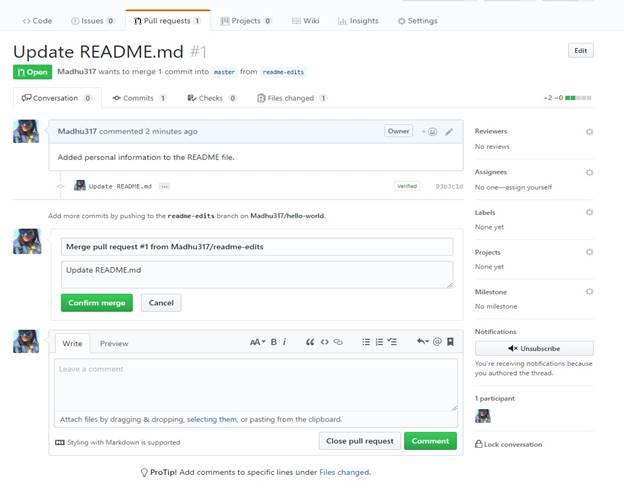 Code Issues 0 Pull requests 1 Projects 0 Wiki Insights Settings
Update README.md #1
Edit
Open Madhu317 wants to merge 1 commit into master from readme-edits
Conversation 0 Commits 1 Checks 0 Files changed 1
+2 −0
Madhu317 commented 2 minutes ago
Owner
Added personal information to the README file.
Update README.md ...
Verified
93b3c1d
Add more commits by pushing to the readme-edits branch on Madhu317/hello-world.
Merge pull request #1 from Madhu317/readme-edits
Update README.md
Confirm merge Cancel
Write Preview
AA B i
Leave a comment
Attach files by dragging & dropping, selecting them, or pasting from the clipboard.
Styling with Markdown is supported
Close pull request Comment
ProTip! Add comments to specific lines under Files changed.
Reviewers
No reviews
Assignees
No one—assign yourself
Labels
None yet
Projects
None yet
Milestone
No milestone
Notifications
Unsubscribe
You're receiving notifications because
you authored the thread.
1 participant
Lock conversation